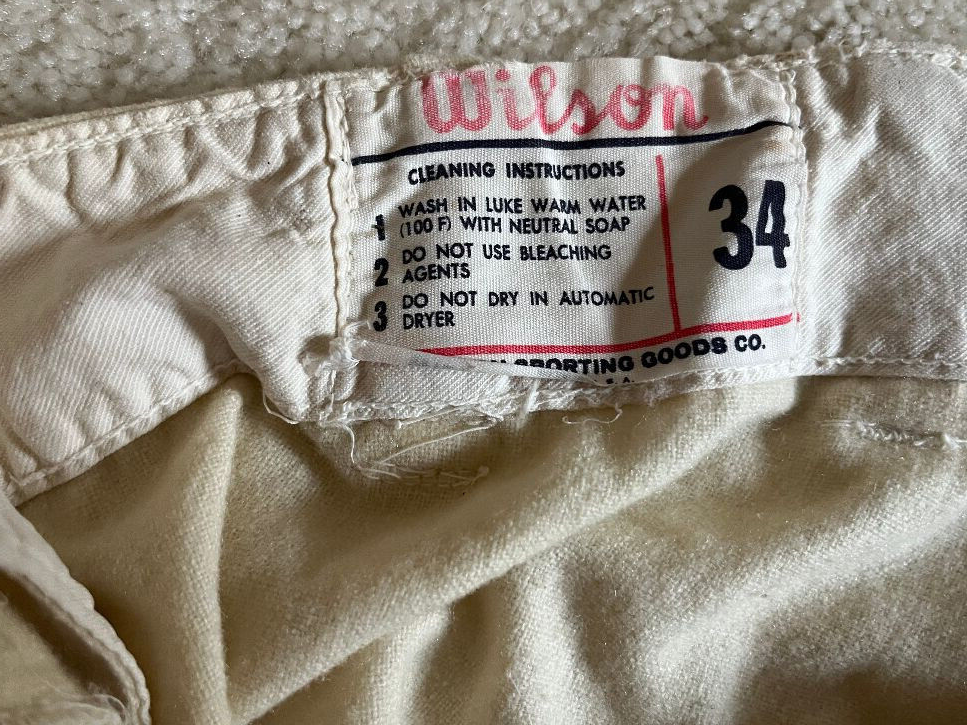 Wilson
CLEANING INSTRUCTIONS
1 WASH IN LUKE WARM WATER
(100 F) WITH NEUTRAL SOAP
2 DO NOT USE BLEACHING
AGENTS
3 DO NOT DRY IN AUTOMATIC
DRYER
34
SPORTING GOODS CO.